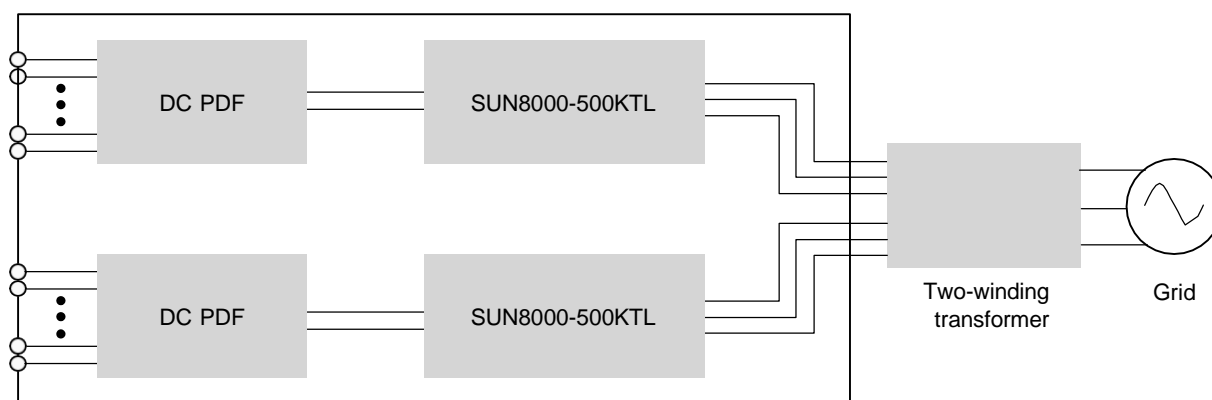 DC PDF
SUN8000-500KTL
DC PDF
SUN8000-500KTL
Two-winding
transformer
Grid